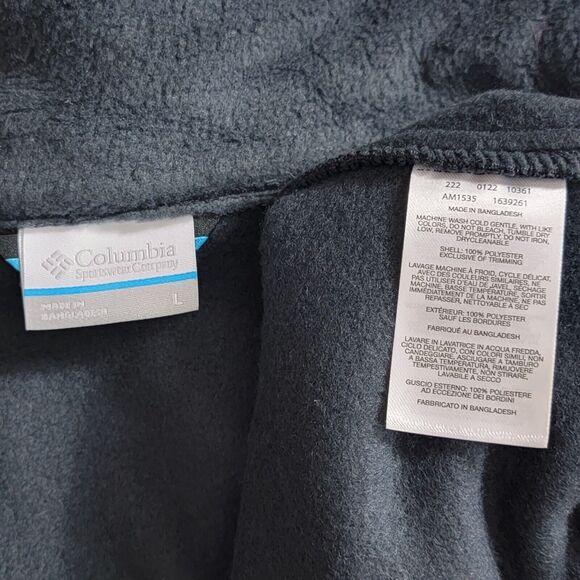 Columbia
Sportswear Company
L
MADE IN
BANGLADESH
222 0122 10361
AM1535 1639261
MADE IN BANGLADESH
MACHINE WASH COLD GENTLE, WITH LIKE
COLORS, DO NOT BLEACH, TUMBLE DRY
LOW, REMOVE PROMPTLY, DO NOT IRON,
DRYCLEANABLE
SHELL: 100% POLYESTER
EXCLUSIVE OF TRIMMING
LAVAGE MACHINE À FROID, CYCLE DÉLICAT,
AVEC DES COULEURS SIMILAIRES, NE
PAS UTILISER D'EAU DE JAVEL, SÉCHAGE
MACHINE, BASSE TEMPÉRATURE, SORTIR
IMMÉDIATEMENT DE LA MACHINE, NE PAS
REPASSER, NETTOYABLE À SEC
EXTÉRIEUR: 100% POLYESTER
SAUF LES BORDURES
FABRIQUÉ AU BANGLADESH
LAVARE IN LAVATRICE IN ACQUA FREDDA,
CICLO DELICATO, CON COLORI SIMILI, NON
CANDEGGIARE, ASCIUGARE A TAMBURO
A BASSA TEMPERATURA, RIMUOVERE
TEMPESTIVAMENTE, NON STIRARE,
LAVABILE A SECCO
GUSCIO ESTERNO: 100% POLIESTERE
AD ECCEZIONE DEI BORDINI
FABBRICATO IN BANGLADESH